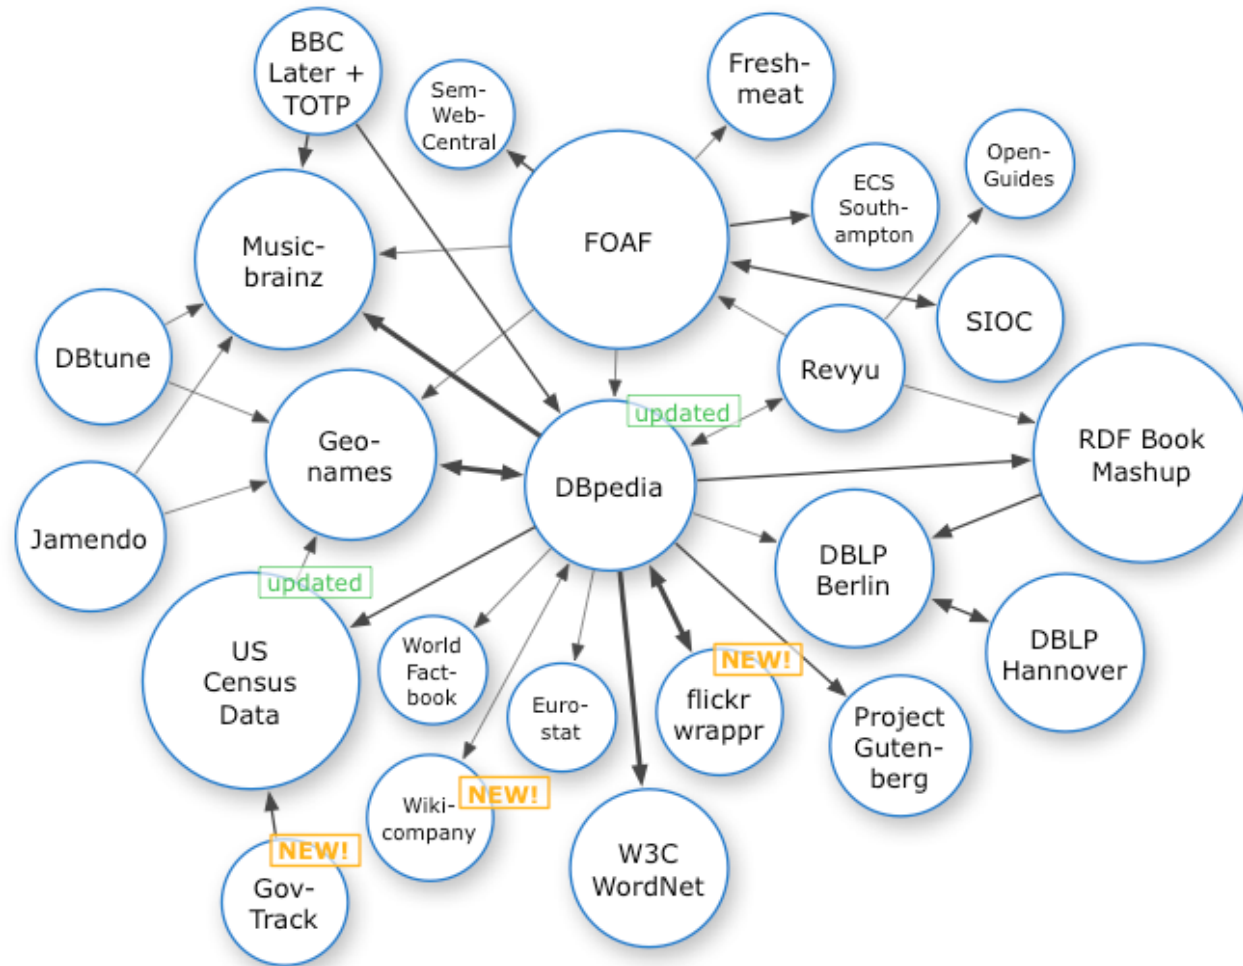 BBC
Later +
TOTP
Sem-
Web-
Central
Fresh-
meat
Open-
Guides
ECS
South-
ampton
FOAF
Music-
brainz
SIOC
DBtune
Revyu
updated
RDF Book
Mashup
Geo-
names
DBpedia
Jamendo
DBLP
Berlin
updated
US
Census
Data
World
Fact-
book
Euro-
stat
NEW!
flickr
wrappr
DBLP
Hannover
Project
Guten-
berg
NEW!
Wiki-
company
W3C
WordNet
NEW!
Gov-
Track